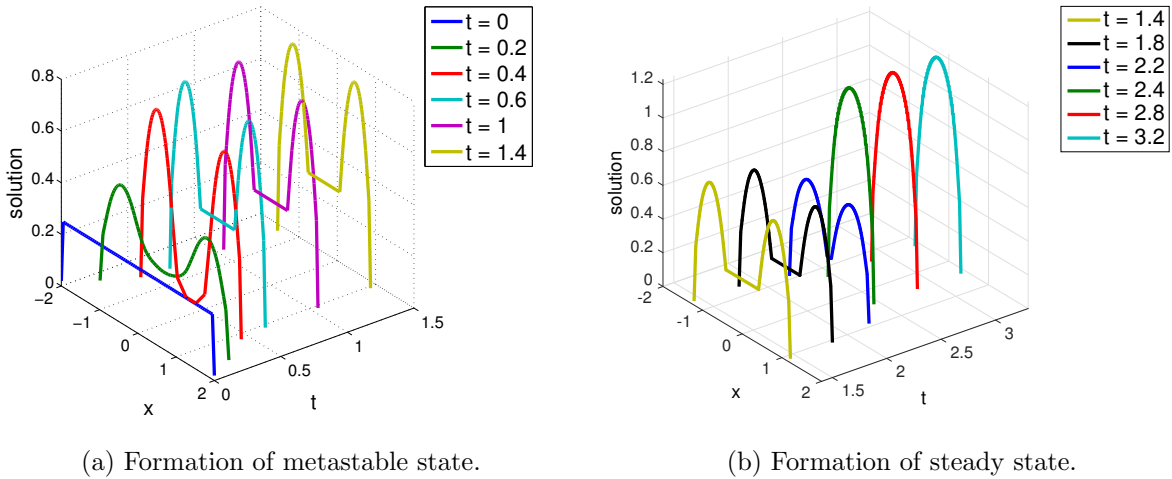 t = 0
t = 0.2
t = 0.4
t = 0.6
t = 1
t = 1.4
0.8
0.6
0.4
0.2
0
solution
−2
−1
0
1
2
x
0
0.5
1
1.5
t
(a) Formation of metastable state.
t = 1.4
t = 1.8
t = 2.2
t = 2.4
t = 2.8
t = 3.2
1.2
1
0.8
0.6
0.4
0.2
0
solution
-2
-1
0
1
2
x
1.5
2
2.5
3
t
(b) Formation of steady state.